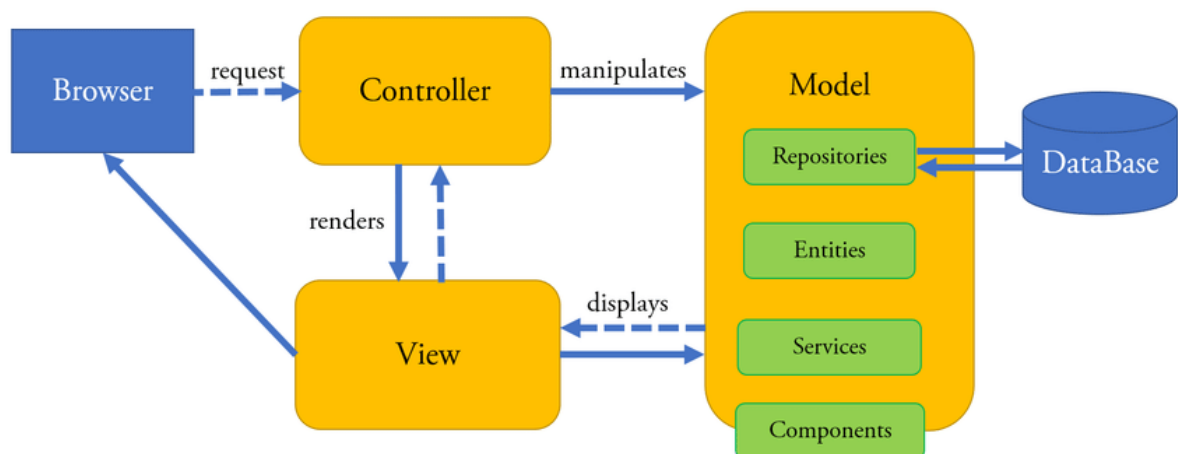 Browser
request
Controller
manipulates
Model
Repositories
DataBase
renders
Entities
displays
View
Services
Components